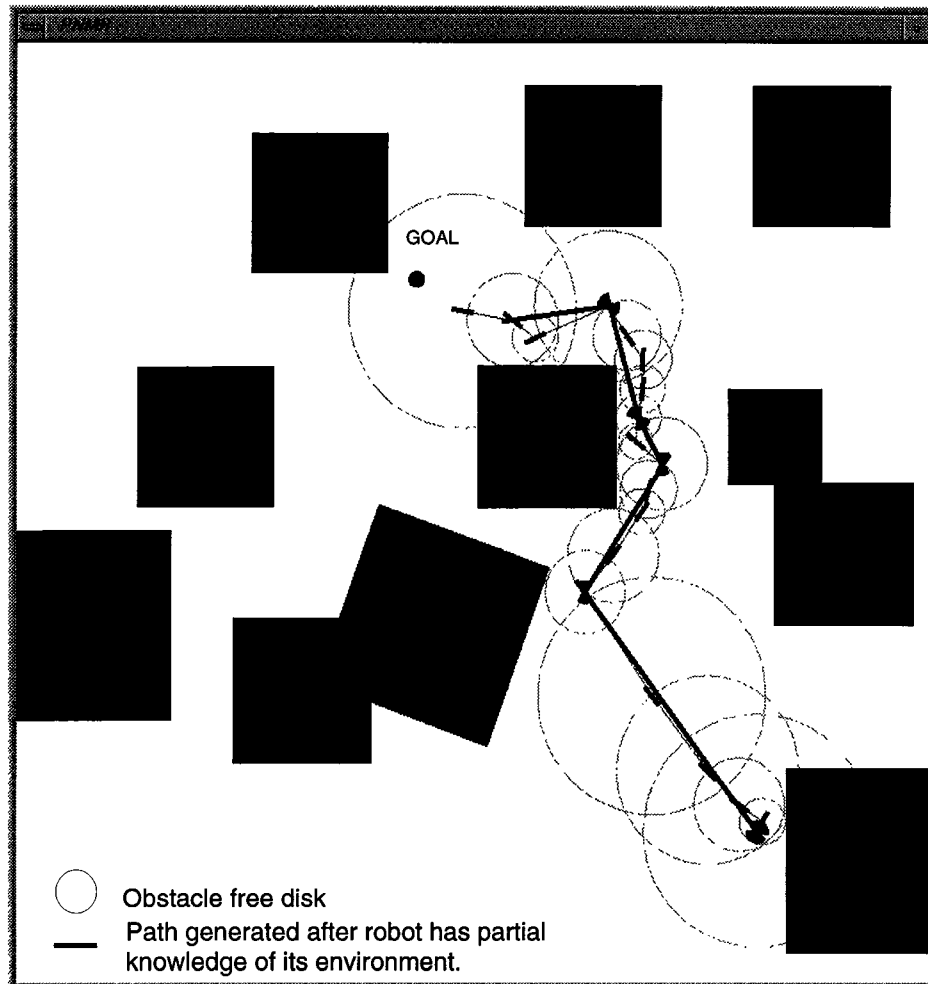 GOAL
Obstacle free disk
Path generated after robot has partial
knowledge of its environment.